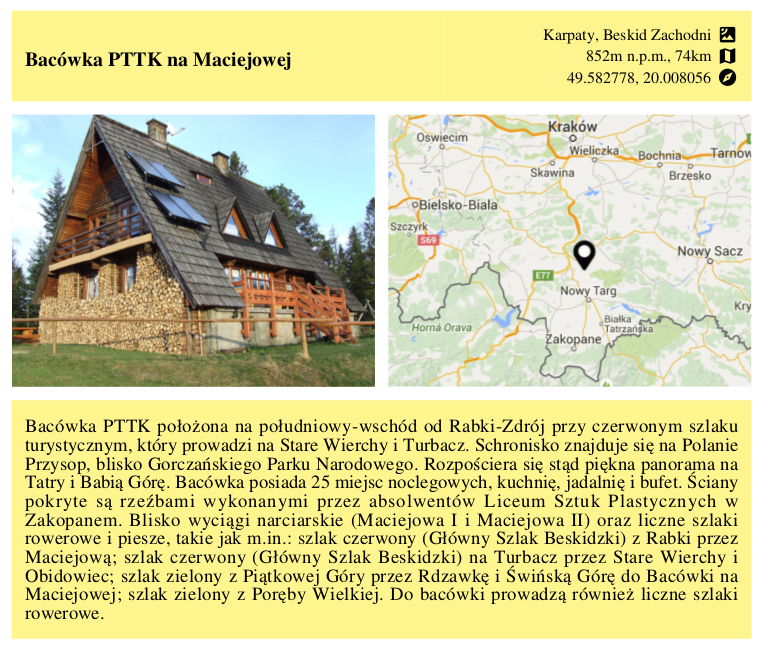 Bacówka PTTK na Maciejowej
Karpaty, Beskid Zachodni
852m n.p.m., 74km
49.582778, 20.008056
Kraków
Oswiecim
Wieliczka
Bochnia
Tarnow
Skawina
Brzesko
Bielsko-Biala
Szczyrk
S69
Nowy Sacz
E77
Nowy Targ
Kry
Horná Orava
Białka
Tatrzańska
Zakopane
Bacówka PTTK położona na południowy-wschód od Rabki-Zdrój przy czerwonym szlaku
turystycznym, który prowadzi na Stare Wierchy i Turbacz. Schronisko znajduje się na Polanie
Przysop, blisko Gorczańskiego Parku Narodowego. Rozpościera się stąd piękna panorama na
Tatry i Babią Górę. Bacówka posiada 25 miejsc noclegowych, kuchnię, jadalnię i bufet. Ściany
pokryte są rzeźbami wykonanymi przez absolwentów Liceum Sztuk Plastycznych w
Zakopanem. Blisko wyciągi narciarskie (Maciejowa I i Maciejowa II) oraz liczne szlaki
rowerowe i piesze, takie jak m.in.: szlak czerwony (Główny Szlak Beskidzki) z Rabki przez
Maciejową; szlak czerwony (Główny Szlak Beskidzki) na Turbacz przez Stare Wierchy i
Obidowiec; szlak zielony z Piątkowej Góry przez Rdzawkę i Świńską Górę do Bacówki na
Maciejowej; szlak zielony z Poręby Wielkiej. Do bacówki prowadzą również liczne szlaki
rowerowe.